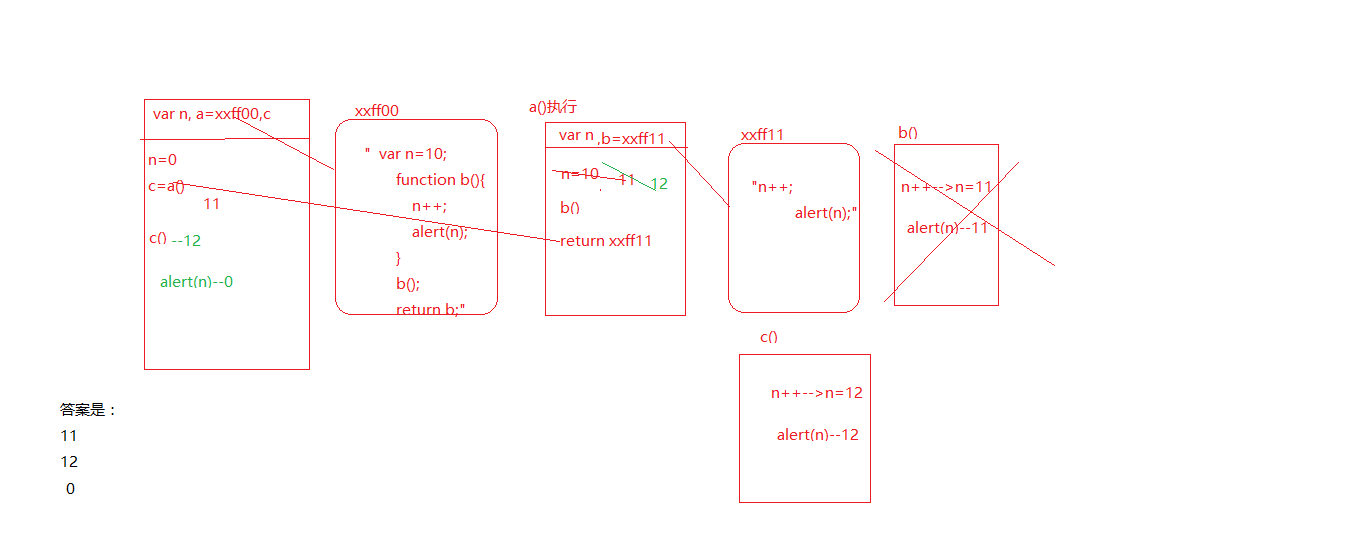 var n, a=xxff00,c
n=0
c=a()
11
c() --12
alert(n)--0
xxff00
" var n=10;
function b(){
n++;
alert(n);
}
b();
return b;"
a()执行
var n ,b=xxff11
n=10 11 12
b()
return xxff11
xxff11
"n++;
alert(n);"
b()
n++-->n=11
alert(n)--11
c()
n++-->n=12
alert(n)--12
答案是：
11
12
0